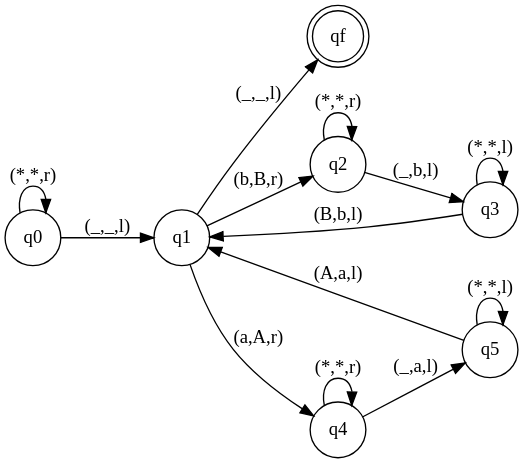 qf
(_,_,l)
(*,*,r)
q2
(_,b,l)
(*,*,l)
q3
(*,*,r)
(b,B,r)
(B,b,l)
q0
(_,_,l)
q1
(A,a,l)
(*,*,l)
q5
(a,A,r)
(*,*,r)
(_,a,l)
q4